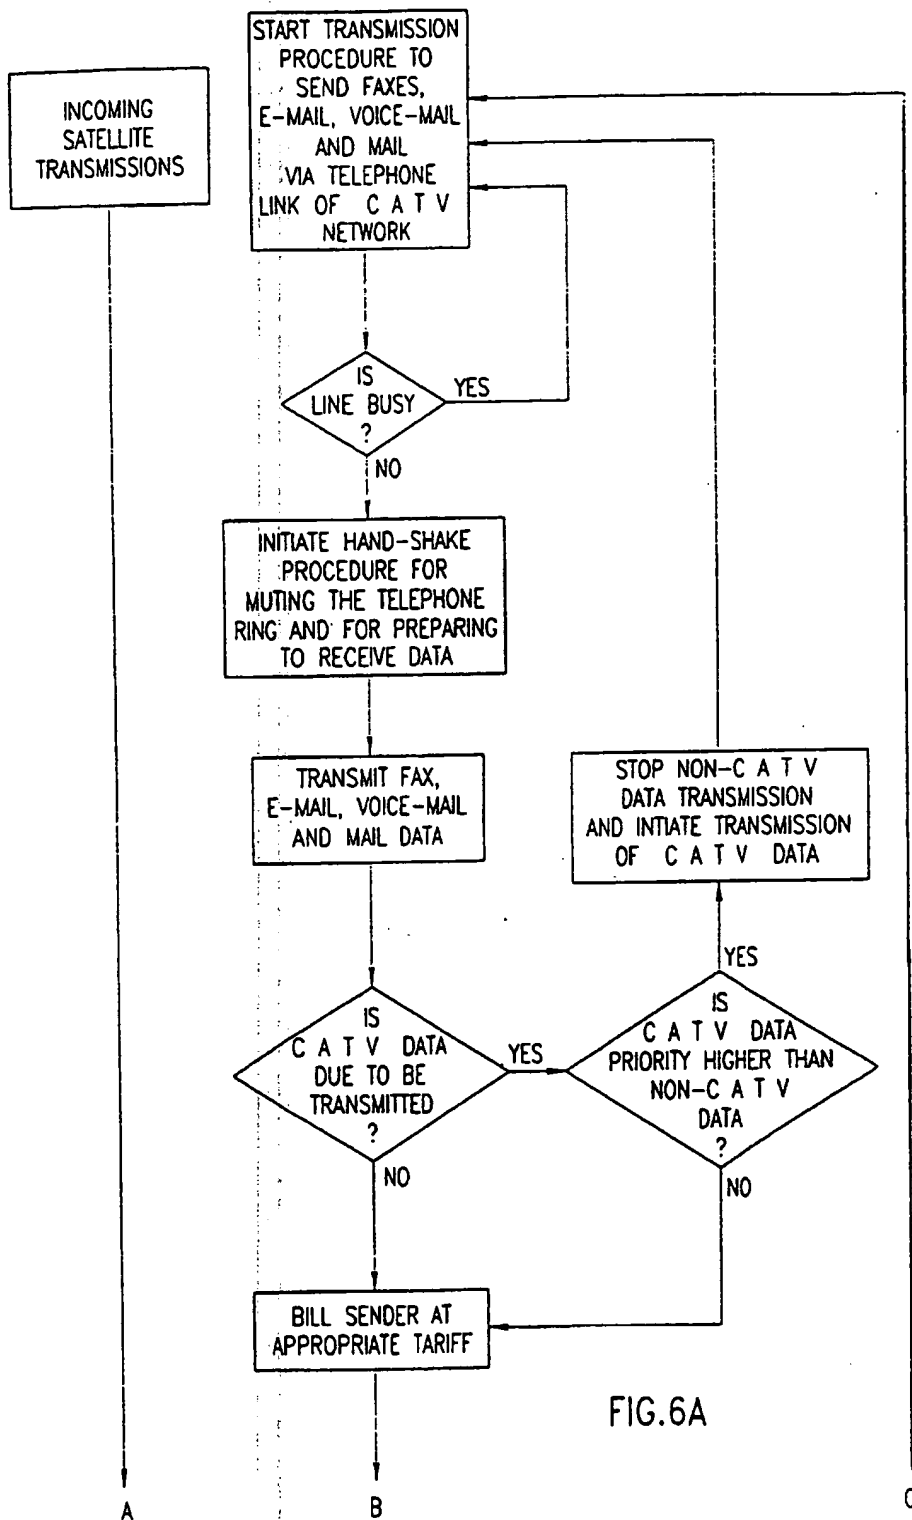 START TRANSMISSION
PROCEDURE TO
SEND FAXES,
E-MAIL, VOICE-MAIL
AND MAIL
VIA TELEPHONE
LINK OF C A T V
NETWORK
INCOMING
SATELLITE
TRANSMISSIONS
IS
LINE BUSY
?
YES
NO
INITIATE HAND-SHAKE
PROCEDURE FOR
MUTING THE TELEPHONE
RING AND FOR PREPARING
TO RECEIVE DATA
TRANSMIT FAX,
E-MAIL, VOICE-MAIL
AND MAIL DATA
STOP NON-C A T V
DATA TRANSMISSION
AND INTIATE TRANSMISSION
OF C A T V DATA
YES
IS
C A T V DATA
DUE TO BE
TRANSMITTED
?
YES
IS
C A T V DATA
PRIORITY HIGHER THAN
NON-C A T V
DATA
?
NO
NO
BILL SENDER AT
APPROPRIATE TARIFF
FIG.6A
A
B
C